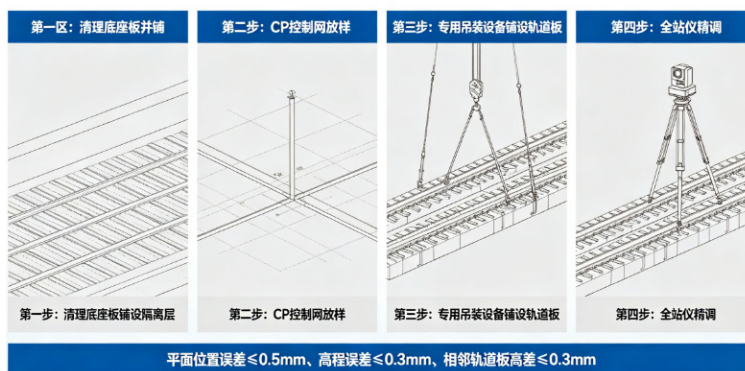 第一区：清理底座板并铺
第二步：CP控制网放样
第三步：专用吊装设备铺设轨道板
第四步：全站仪精调
第一步：清理底座板铺设隔离层
第二步：CP控制网放样
第三步：专用吊装设备铺设轨道板
第四步：全站仪精调
平面位置误差≤0.5mm、高程误差≤0.3mm、相邻轨道板高差≤0.3mm